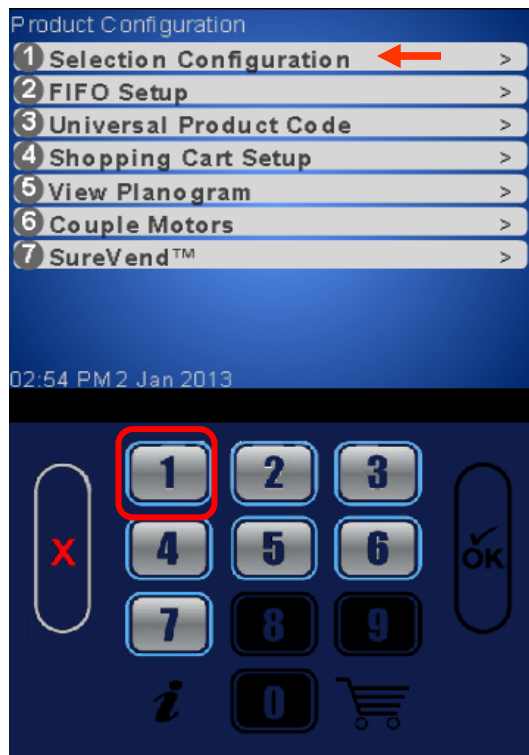 Product Configuration
1 Selection Configuration >
2 FIFO Setup >
3 Universal Product Code >
4 Shopping Cart Setup >
5 View Planogram >
6 Couple Motors >
7 SureVend™ >
02:54 PM 2 Jan 2013
1 2 3
X 4 5 6 OK
7 8 9
i 0